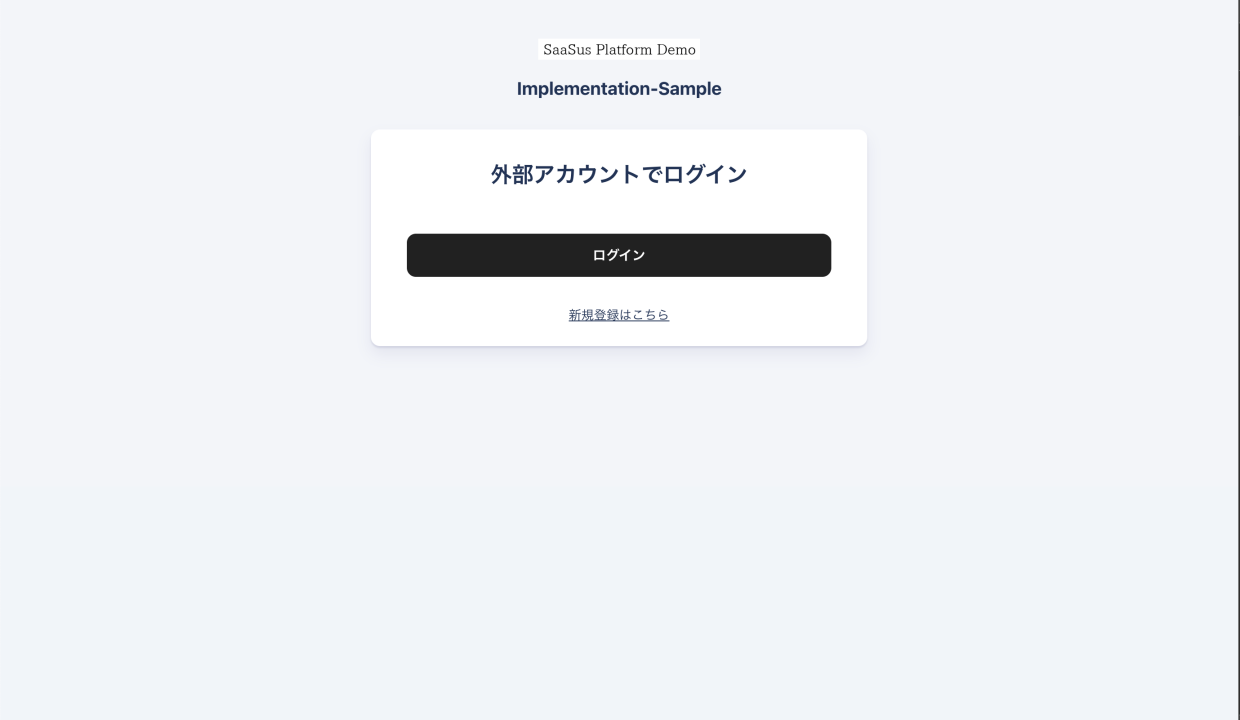 SaaSus Platform Demo
Implementation-Sample
外部アカウントでログイン
ログイン
新規登録はこちら